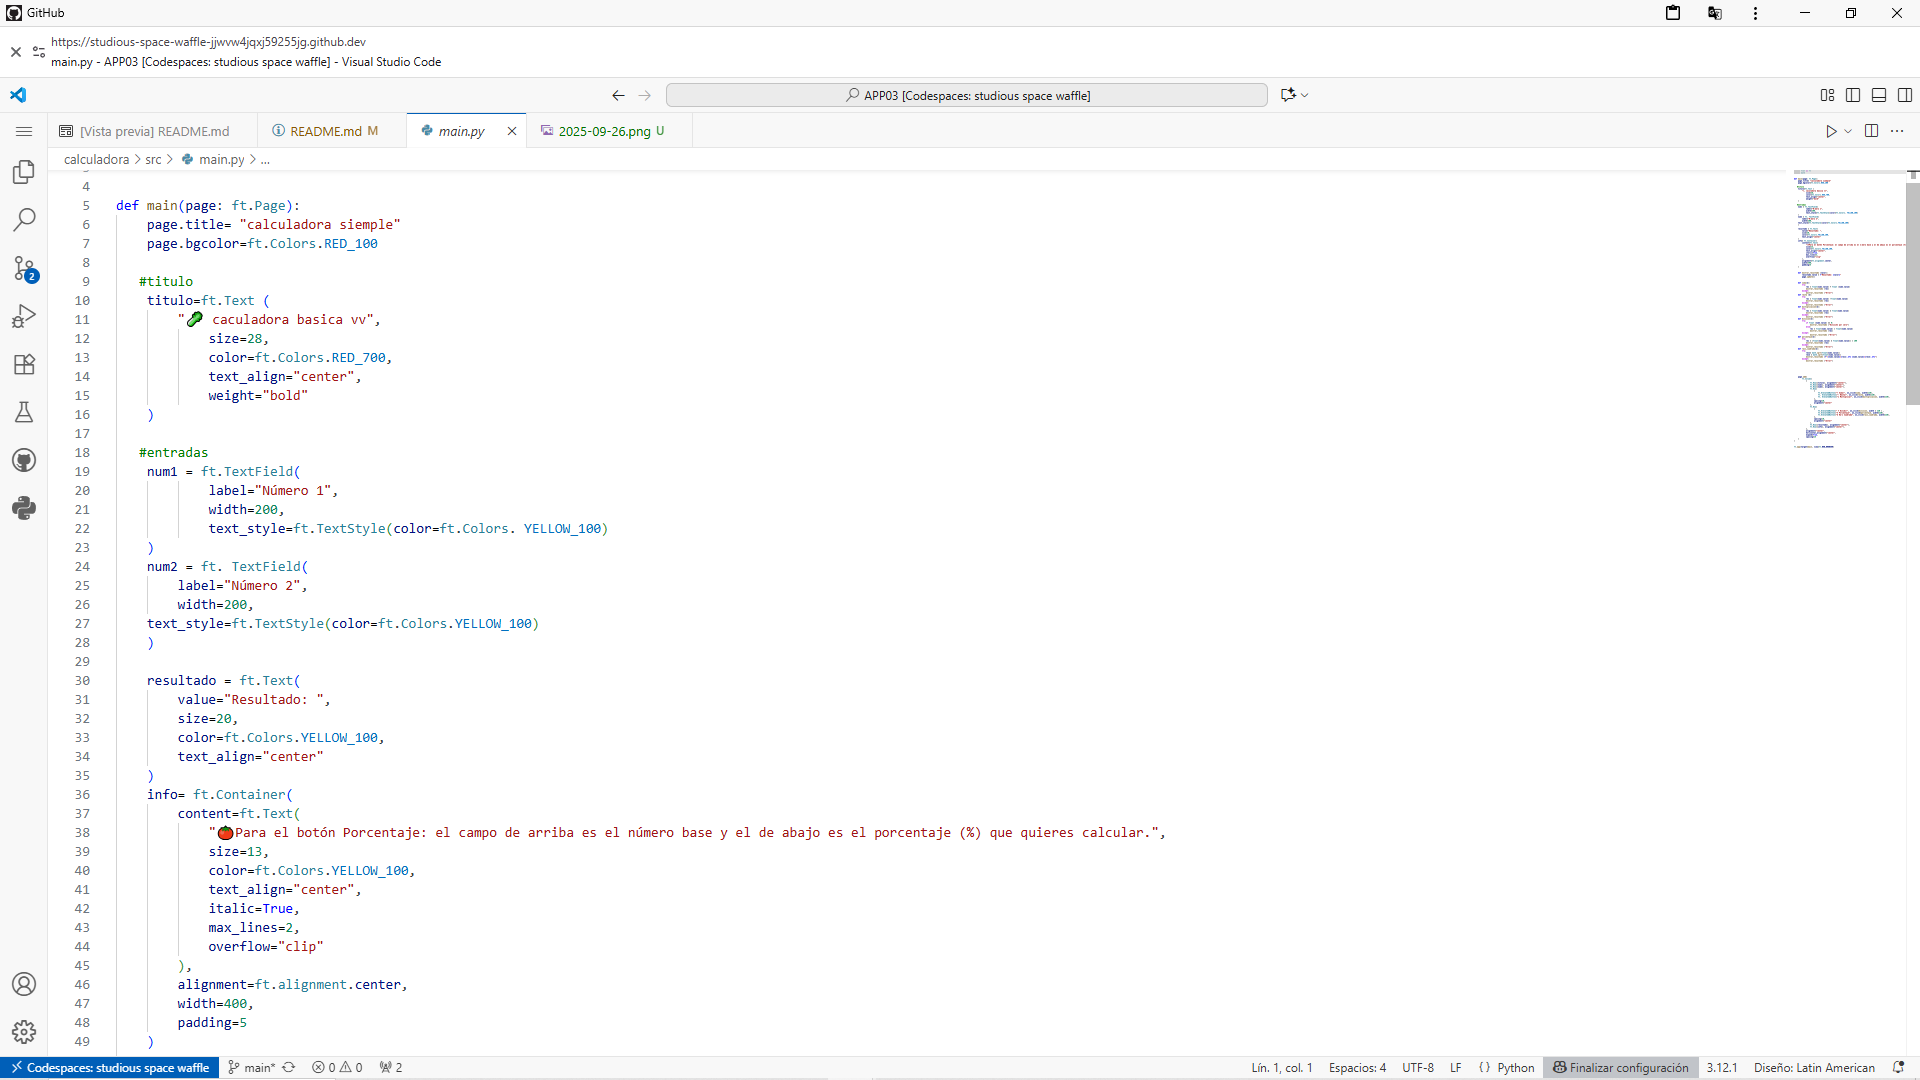 GitHub
https://studious-space-waffle-jjwvw4jqxj59255jg.github.dev
main.py - APP03 [Codespaces: studious space waffle] - Visual Studio Code
APP03 [Codespaces: studious space waffle]
[Vista previa] README.md
README.md M
main.py
2025-09-26.png U
calculadora > src > main.py > ...
4
5 def main(page: ft.Page):
6 page.title= "calculadora siemple"
7 page.bgcolor=ft.Colors.RED_100
8
9 #titulo
10 titulo=ft.Text (
11 "🥒 caculadora basica vv",
12 size=28,
13 color=ft.Colors.RED_700,
14 text_align="center",
15 weight="bold"
16 )
17
18 #entradas
19 num1 = ft.TextField(
20 label="Número 1",
21 width=200,
22 text_style=ft.TextStyle(color=ft.Colors. YELLOW_100)
23 )
24 num2 = ft. TextField(
25 label="Número 2",
26 width=200,
27 text_style=ft.TextStyle(color=ft.Colors.YELLOW_100)
28 )
29
30 resultado = ft.Text(
31 value="Resultado: ",
32 size=20,
33 color=ft.Colors.YELLOW_100,
34 text_align="center"
35 )
36 info= ft.Container(
37 content=ft.Text(
38 "🍅Para el botón Porcentaje: el campo de arriba es el número base y el de abajo es el porcentaje (%) que quieres calcular.",
39 size=13,
40 color=ft.Colors.YELLOW_100,
41 text_align="center",
42 italic=True,
43 max_lines=2,
44 overflow="clip"
45 ),
46 alignment=ft.alignment.center,
47 width=400,
48 padding=5
49 )
2
Codespaces: studious space waffle
main*
0 0
2
Lín. 1, col. 1
Espacios: 4
UTF-8
LF
{ } Python
Finalizar configuración
3.12.1
Diseño: Latin American